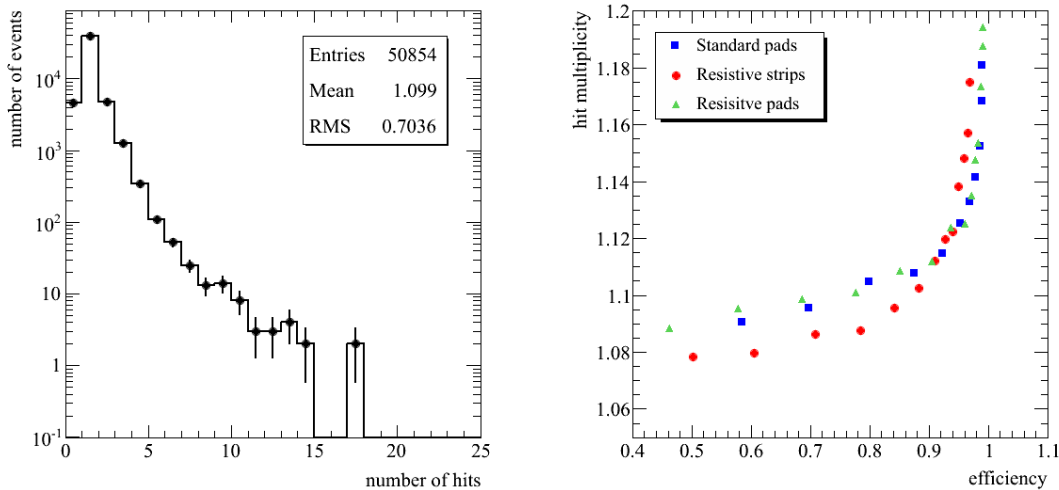 number of events
10^4
10^3
10^2
10
1
10^-1
0 5 10 15 20 25
number of hits
Entries 50854
Mean 1.099
RMS 0.7036
hit multiplicity
1.2
1.18
1.16
1.14
1.12
1.1
1.08
1.06
0.4 0.5 0.6 0.7 0.8 0.9 1 1.1
efficiency
Standard pads
Resistive strips
Resisitve pads